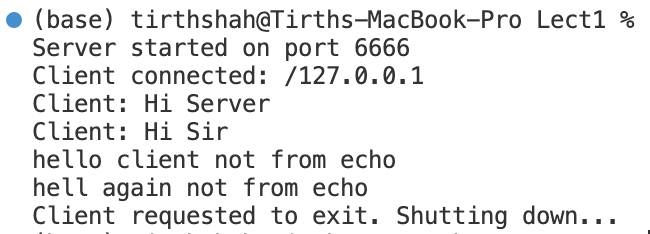 (base) tirthshah@Tirths-MacBook-Pro Lect1 %
Server started on port 6666
Client connected: /127.0.0.1
Client: Hi Server
Client: Hi Sir
hello client not from echo
hell again not from echo
Client requested to exit. Shutting down...